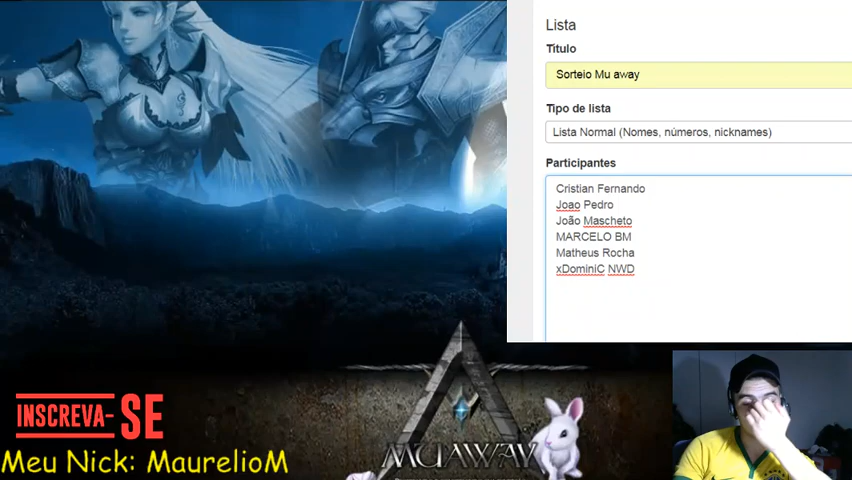 Lista
Título
Sorteio Mu away
Tipo de lista
Lista Normal (Nomes, números, nicknames)
Participantes
Cristian Fernando
Joao Pedro
João Mascheto
MARCELO BM
Matheus Rocha
xDominIC NWD
INSCREVA-SE
Meu Nick: MaurelioM
MUAWAY